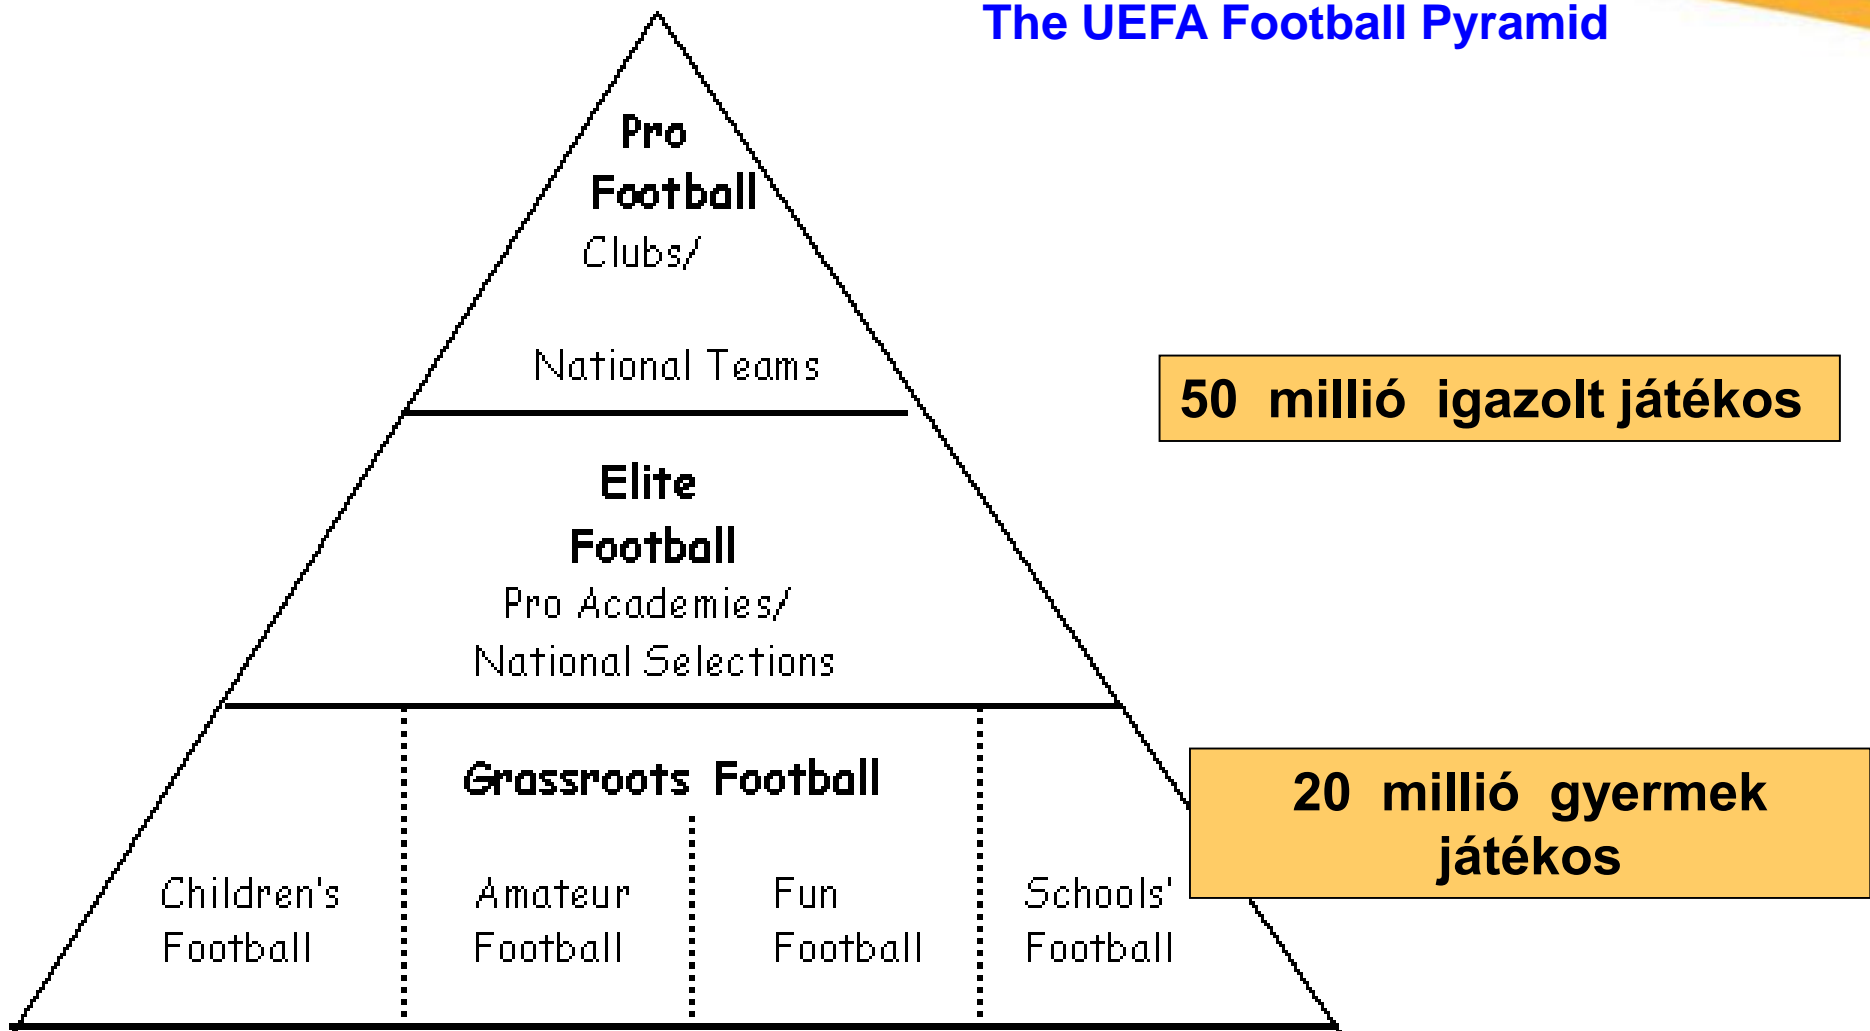 The UEFA Football Pyramid
Pro
Football
Clubs/
National Teams
50 millió igazolt játékos
Elite
Football
Pro Academies/
National Selections
Grassroots Football
20 millió gyermek
játékos
Children's
Football
Amateur
Football
Fun
Football
Schools'
Football